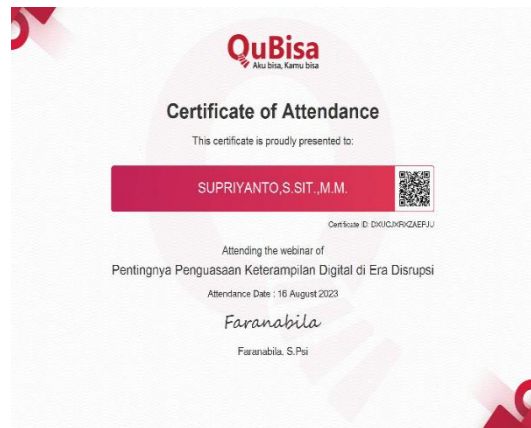 QuBisa
Aku bisa, Kamu bisa
Certificate of Attendance
This certificate is proudly presented to:
SUPRIYANTO,S.SIT.,M.M.
Certificate ID:
Attending the webinar of
Pentingnya Penguasaan Keterampilan Digital di Era Disrupsi
Attendance Date : 16 August 2023
Faranabila
Faranabila, S.Psi